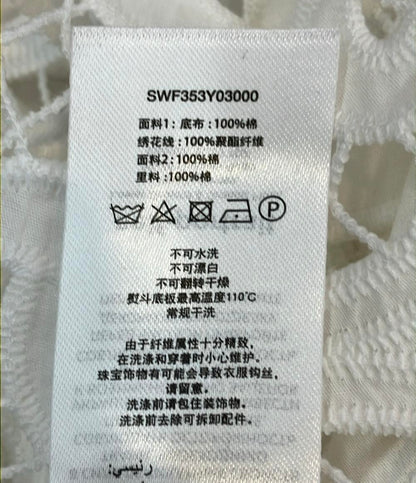 SWF353Y03000
面料1: 底布:100%棉
绣花线:100%聚酯纤维
面料2:100%棉
里料:100%棉
P
不可水洗
不可漂白
不可翻转干燥
熨斗底板最高温度110℃
常规干洗
由于纤维属性十分精致,
在洗涤和穿着时小心维护。
珠宝饰物有可能会导致衣服钩丝,
请留意。
洗涤前请包住装饰物。
洗涤前去除可拆卸配件。
رئيسي: